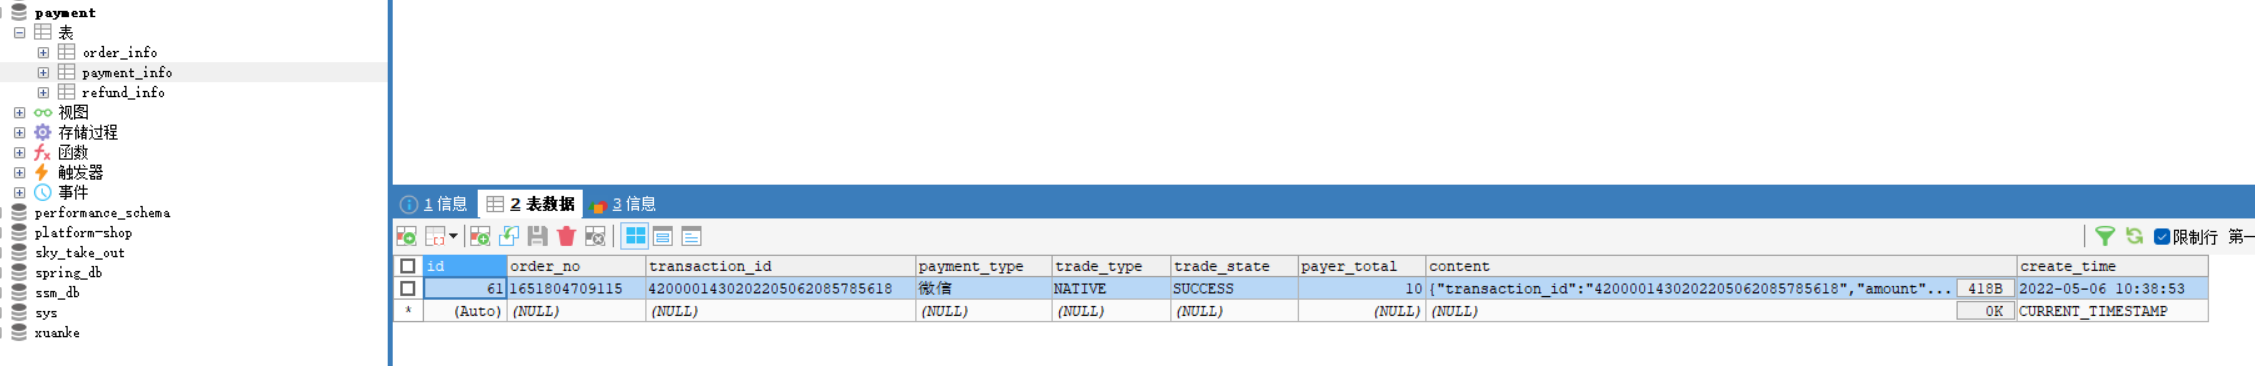 payment
表
order_info
payment_info
refund_info
视图
存储过程
函数
触发器
事件
performance_schema
platform-shop
sky_take_out
spring_db
ssm_db
sys
xuanke
1 信息 2 表数据 3 信息
限制行 第一
id order_no transaction_id payment_type trade_type trade_state payer_total content create_time
61 1651804709115 4200001430202205062085785618 微信 NATIVE SUCCESS 10 {"transaction_id":"4200001430202205062085785618","amount"... 418B 2022-05-06 10:38:53
* (Auto) (NULL) (NULL) (NULL) (NULL) (NULL) (NULL) (NULL) 0K CURRENT_TIMESTAMP